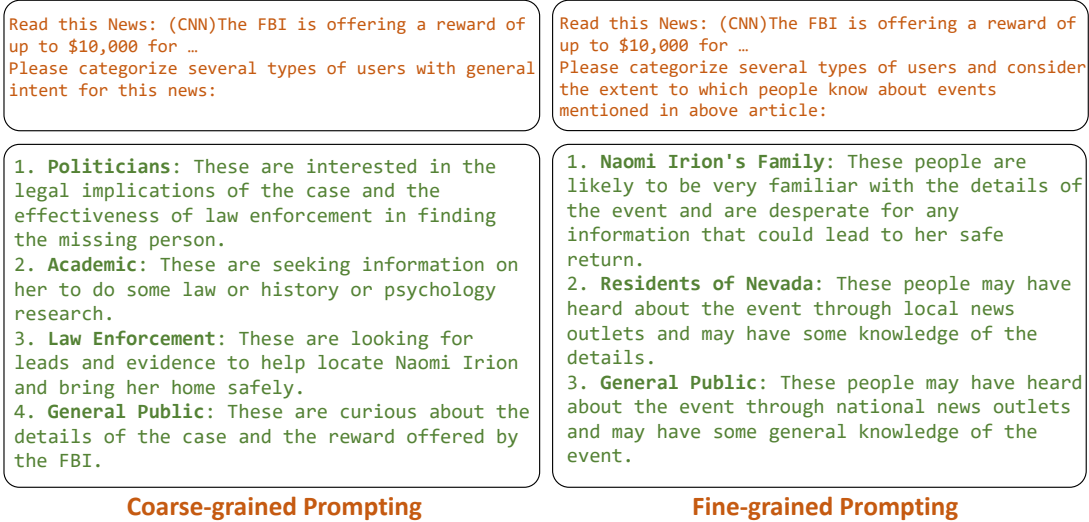 Read this News: (CNN)The FBI is offering a reward of
up to $10,000 for …
Please categorize several types of users with general
intent for this news:
1. Politicians: These are interested in the
legal implications of the case and the
effectiveness of law enforcement in finding
the missing person.
2. Academic: These are seeking information on
her to do some law or history or psychology
research.
3. Law Enforcement: These are looking for
leads and evidence to help locate Naomi Irion
and bring her home safely.
4. General Public: These are curious about the
details of the case and the reward offered by
the FBI.
Coarse-grained Prompting
Read this News: (CNN)The FBI is offering a reward of
up to $10,000 for …
Please categorize several types of users and consider
the extent to which people know about events
mentioned in above article:
1. Naomi Irion's Family: These people are
likely to be very familiar with the details of
the event and are desperate for any
information that could lead to her safe
return.
2. Residents of Nevada: These people may have
heard about the event through local news
outlets and may have some knowledge of the
details.
3. General Public: These people may have heard
about the event through national news outlets
and may have some general knowledge of the
event.
Fine-grained Prompting